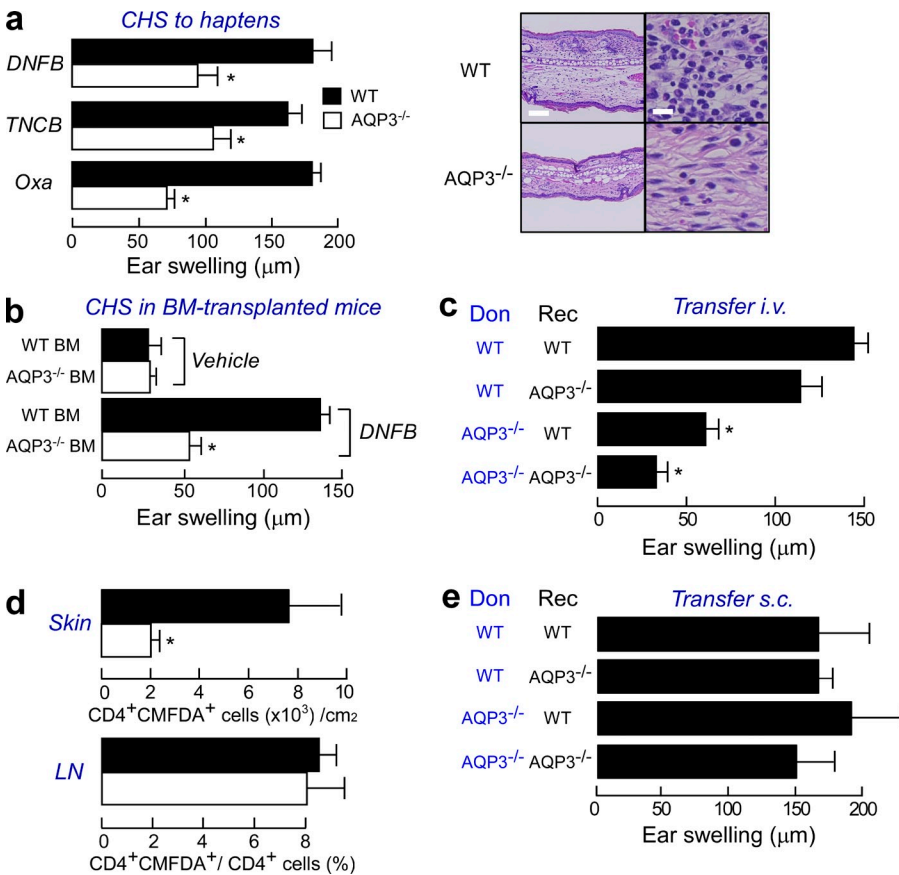 a
CHS to haptens
DNFB
*
TNCB
*
Oxa
*
WT
AQP3-/-
0 50 100 150 200
Ear swelling (μm)
WT
AQP3-/-
b
CHS in BM-transplanted mice
WT BM
AQP3-/- BM
Vehicle
WT BM
AQP3-/- BM
*
DNFB
0 50 100 150
Ear swelling (μm)
c
Don Rec
Transfer i.v.
WT WT
WT AQP3-/-
AQP3-/- WT *
AQP3-/- AQP3-/- *
0 50 100 150
Ear swelling (μm)
d
Skin
*
0 2 4 6 8 10
CD4+CMFDA+ cells (x103) /cm2
LN
0 2 4 6 8
CD4+CMFDA+/ CD4+ cells (%)
e
Don Rec
Transfer s.c.
WT WT
WT AQP3-/-
AQP3-/- WT
AQP3-/- AQP3-/-
0 50 100 150 200
Ear swelling (μm)